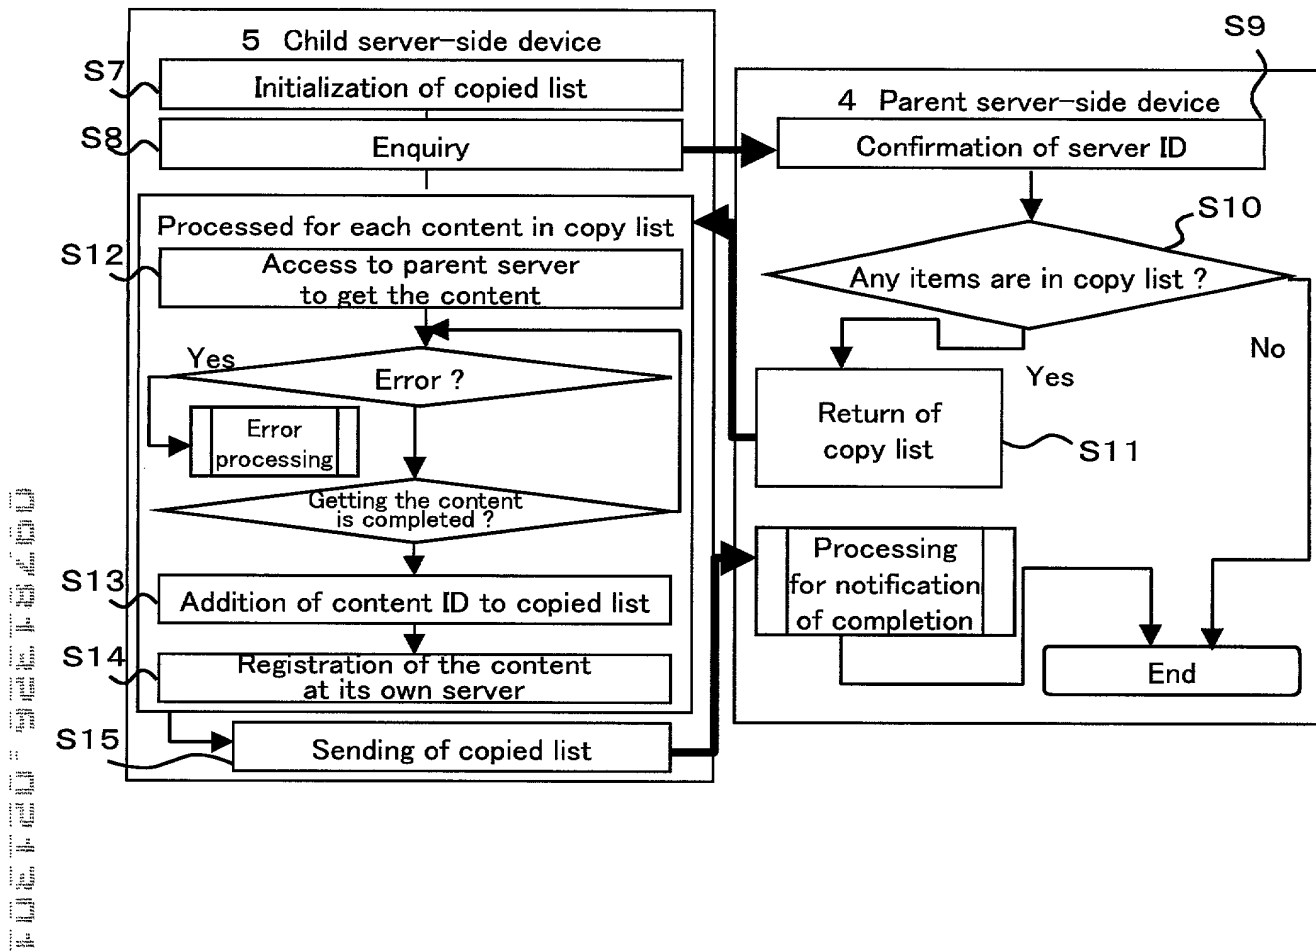 5 Child server-side device
S7
Initialization of copied list
S8
Enquiry
Processed for each content in copy list
S12
Access to parent server
to get the content
Yes
Error ?
Error
processing
Getting the content
is completed ?
S13
Addition of content ID to copied list
S14
Registration of the content
at its own server
S15
Sending of copied list
S9
4 Parent server-side device
Confirmation of server ID
S10
Any items are in copy list ?
No
Yes
Return of
copy list
S11
Processing
for notification
of completion
End